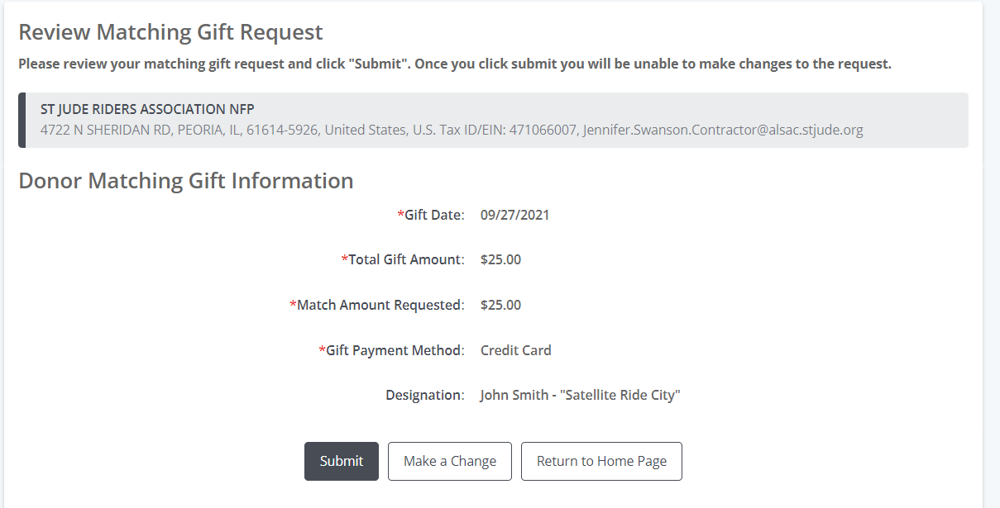 Review Matching Gift Request
Please review your matching gift request and click "Submit". Once you click submit you will be unable to make changes to the request.
ST JUDE RIDERS ASSOCIATION NFP
4722 N SHERIDAN RD, PEORIA, IL, 61614-5926, United States, U.S. Tax ID/EIN: 471066007, Jennifer.Swanson.Contractor@alsac.stjude.org
Donor Matching Gift Information
*Gift Date: 09/27/2021
*Total Gift Amount: $25.00
*Match Amount Requested: $25.00
*Gift Payment Method: Credit Card
Designation: John Smith - "Satellite Ride City"
Submit Make a Change Return to Home Page